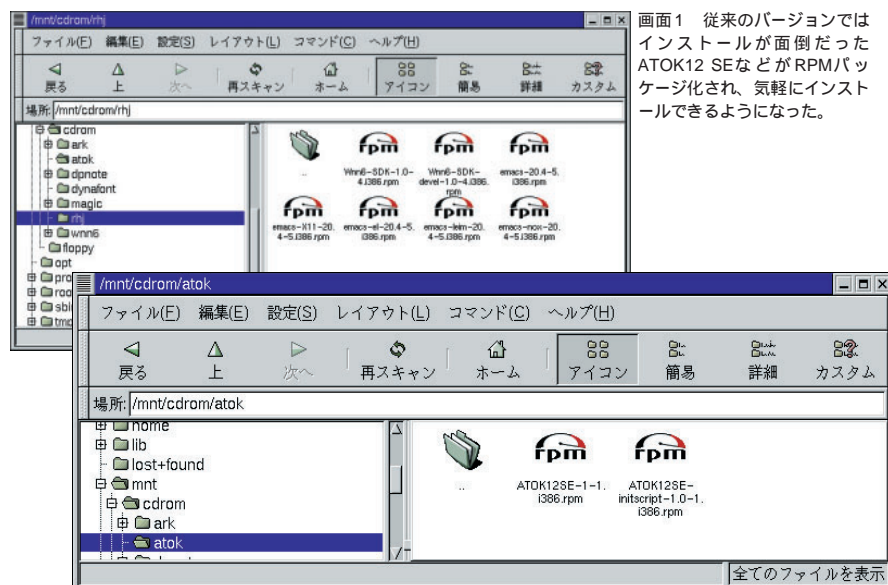 /mnt/cdrom/rhj
ファイル(F) 編集(E) 設定(S) レイアウト(L) コマンド(C) ヘルプ(H)
戻る 上 次へ 再スキャン ホーム アイコン 簡易 詳細 カスタム
場所: /mnt/cdrom/rhj
cdrom
ark
atok
dpnote
dynafont
magic
rhj
wnn6
floppy
opt
pro
roo
sbi
tmp
..
rpm rpm rpm
Wnn6-SDK-1.0-
4.i386.rpm
Wnn6-SDK-
devel-1.0-4.i386.
rpm
emacs-20.4-5.
i386.rpm
rpm rpm rpm rpm
emacs-X11-20.
4-5.i386.rpm
emacs-el-20.4-5.
i386.rpm
emacs-leim-20.
4-5.i386.rpm
emacs-nox-20.
4-5.i386.rpm
画面1 従来のバージョンでは
インストールが面倒だった
ATOK12 SEなどがRPMパッ
ケージ化され、気軽にインスト
ールできるようになった。
/mnt/cdrom/atok
ファイル(F) 編集(E) 設定(S) レイアウト(L) コマンド(C) ヘルプ(H)
戻る 上 次へ 再スキャン ホーム アイコン 簡易 詳細 カスタム
場所: /mnt/cdrom/atok
home
lib
lost+found
mnt
cdrom
ark
atok
..
rpm rpm
ATOK12SE-1-1.
i386.rpm
ATOK12SE-
initscript-1.0-1.
i386.rpm
全てのファイルを表示